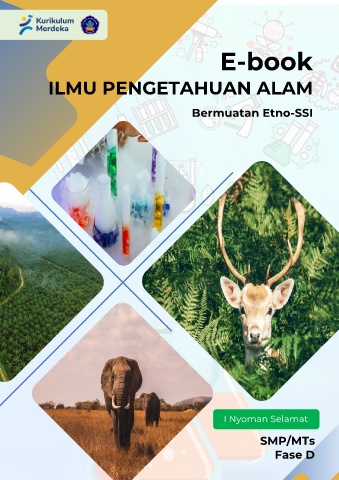 Kurikulum
Merdeka
E-book
ILMU PENGETAHUAN ALAM
Bermuatan Etno-SSI
I Nyoman Selamat
SMP/MTs
Fase D